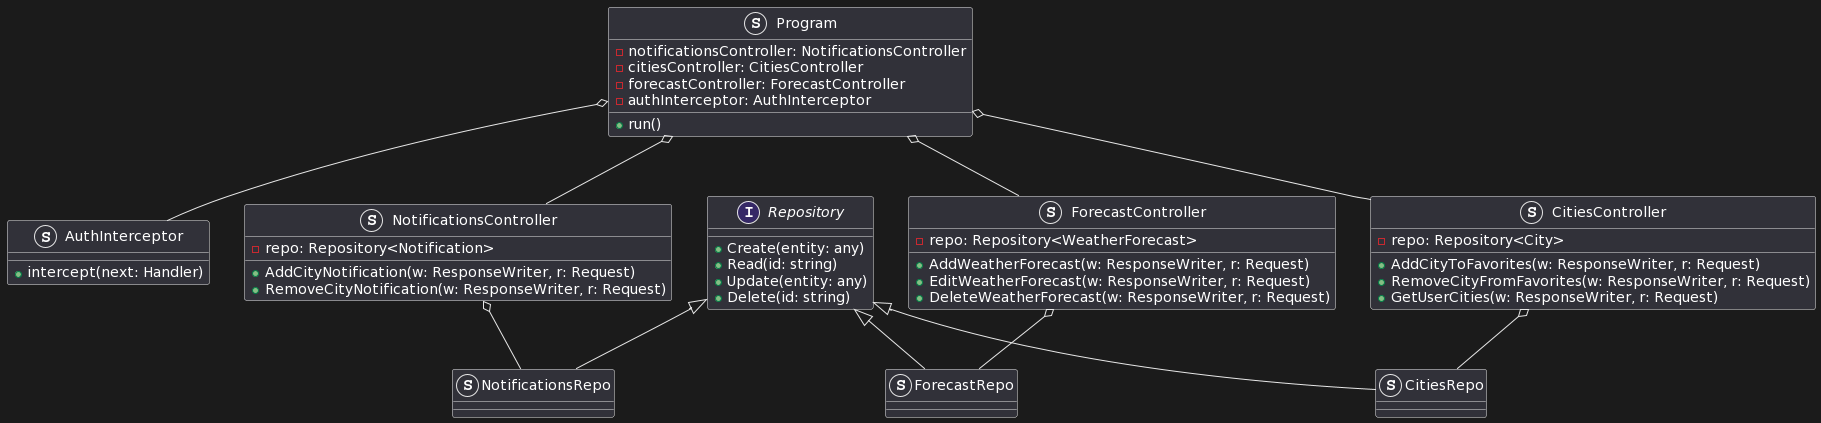 S Program
notificationsController: NotificationsController
citiesController: CitiesController
forecastController: ForecastController
authInterceptor: AuthInterceptor
run()
S AuthInterceptor
intercept(next: Handler)
S NotificationsController
repo: Repository<Notification>
AddCityNotification(w: ResponseWriter, r: Request)
RemoveCityNotification(w: ResponseWriter, r: Request)
I Repository
Create(entity: any)
Read(id: string)
Update(entity: any)
Delete(id: string)
S ForecastController
repo: Repository<WeatherForecast>
AddWeatherForecast(w: ResponseWriter, r: Request)
EditWeatherForecast(w: ResponseWriter, r: Request)
DeleteWeatherForecast(w: ResponseWriter, r: Request)
S CitiesController
repo: Repository<City>
AddCityToFavorites(w: ResponseWriter, r: Request)
RemoveCityFromFavorites(w: ResponseWriter, r: Request)
GetUserCities(w: ResponseWriter, r: Request)
S NotificationsRepo
S ForecastRepo
S CitiesRepo